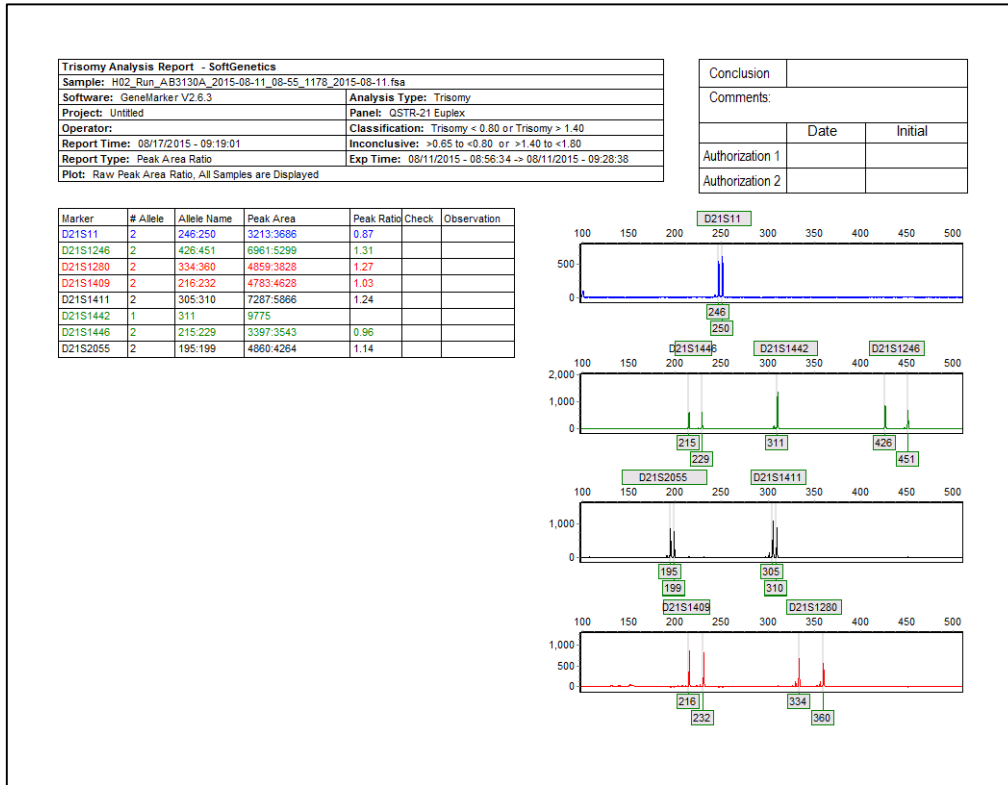 Trisomy Analysis Report - SoftGenetics
Sample: H02_Run_AB3130A_2015-08-11_08-55_1178_2015-08-11.fsa
Software: GeneMarker V2.6.3 Analysis Type: Trisomy
Project: Untitled Panel: QSTR-21 Euplex
Operator: Classification: Trisomy < 0.80 or Trisomy > 1.40
Report Time: 08/17/2015 - 09:19:01 Inconclusive: >0.65 to <0.80 or >1.40 to <1.80
Report Type: Peak Area Ratio Exp Time: 08/11/2015 - 08:56:34 -> 08/11/2015 - 09:28:38
Plot: Raw Peak Area Ratio, All Samples are Displayed
Conclusion
Comments:
Date Initial
Authorization 1
Authorization 2
Marker # Allele Allele Name Peak Area Peak Ratio Check Observation
D21S11 2 246:250 3213:3686 0.87
D21S1246 2 426:451 6961:5299 1.31
D21S1280 2 334:360 4859:3828 1.27
D21S1409 2 216:232 4783:4628 1.03
D21S1411 2 305:310 7287:5866 1.24
D21S1442 1 311 9775
D21S1446 2 215:229 3397:3543 0.96
D21S2055 2 195:199 4860:4264 1.14
D21S11
100 150 200 250 300 350 400 450 500
500
0
246
250
D21S1446 D21S1442 D21S1246
100 150 200 250 300 350 400 450 500
2,000
1,000
0
215 311 426
229 451
D21S2055 D21S1411
100 150 200 250 300 350 400 450 500
1,000
0
195 305
199 310
D21S1409 D21S1280
100 150 200 250 300 350 400 450 500
1,000
500
0
216 334
232 360